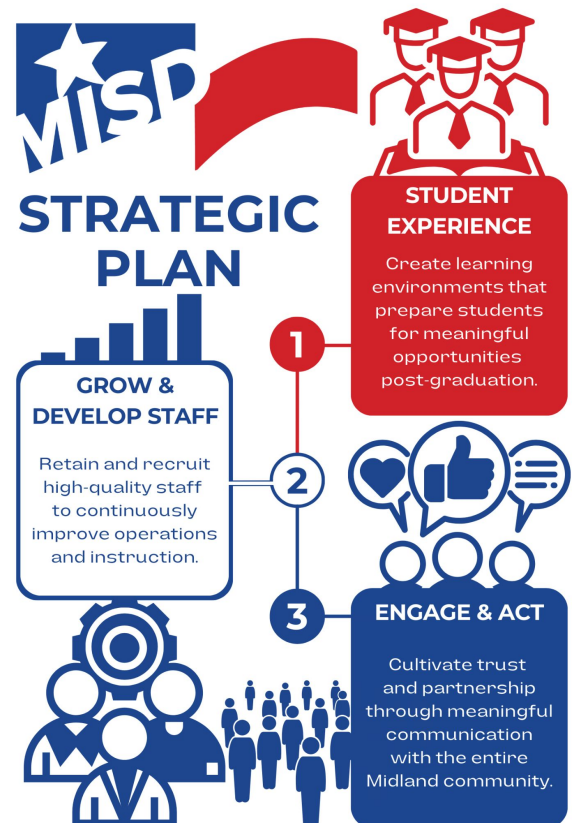 MISD
STRATEGIC
PLAN
1
STUDENT
EXPERIENCE
Create learning
environments that
prepare students
for meaningful
opportunities
post-graduation.
2
GROW &
DEVELOP STAFF
Retain and recruit
high-quality staff
to continuously
improve operations
and instruction.
3
ENGAGE & ACT
Cultivate trust
and partnership
through meaningful
communication
with the entire
Midland community.